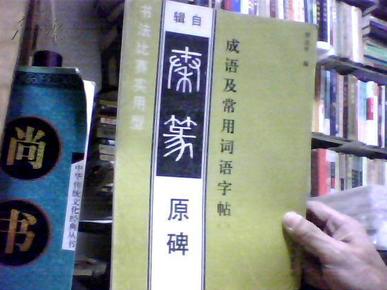 书法比赛实用型
自辑
秦篆
原碑
成语及常用词语字帖
编
尚书
中华传统文化经典丛书